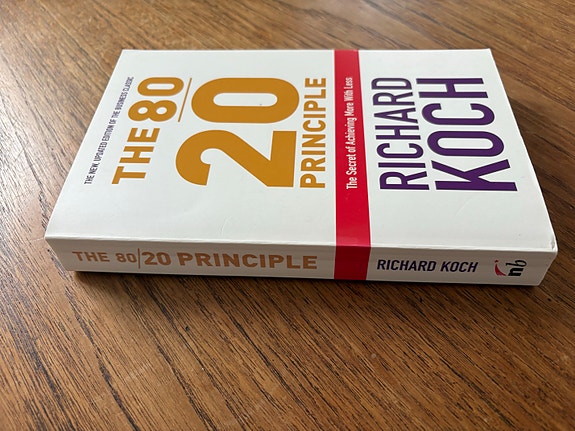 THE NEW, UPDATED EDITION OF THE BUSINESS CLASSIC
THE 80
20
PRINCIPLE
The Secret of Achieving More With Less
RICHARD
KOCH
THE 80/20 PRINCIPLE
RICHARD KOCH
nb